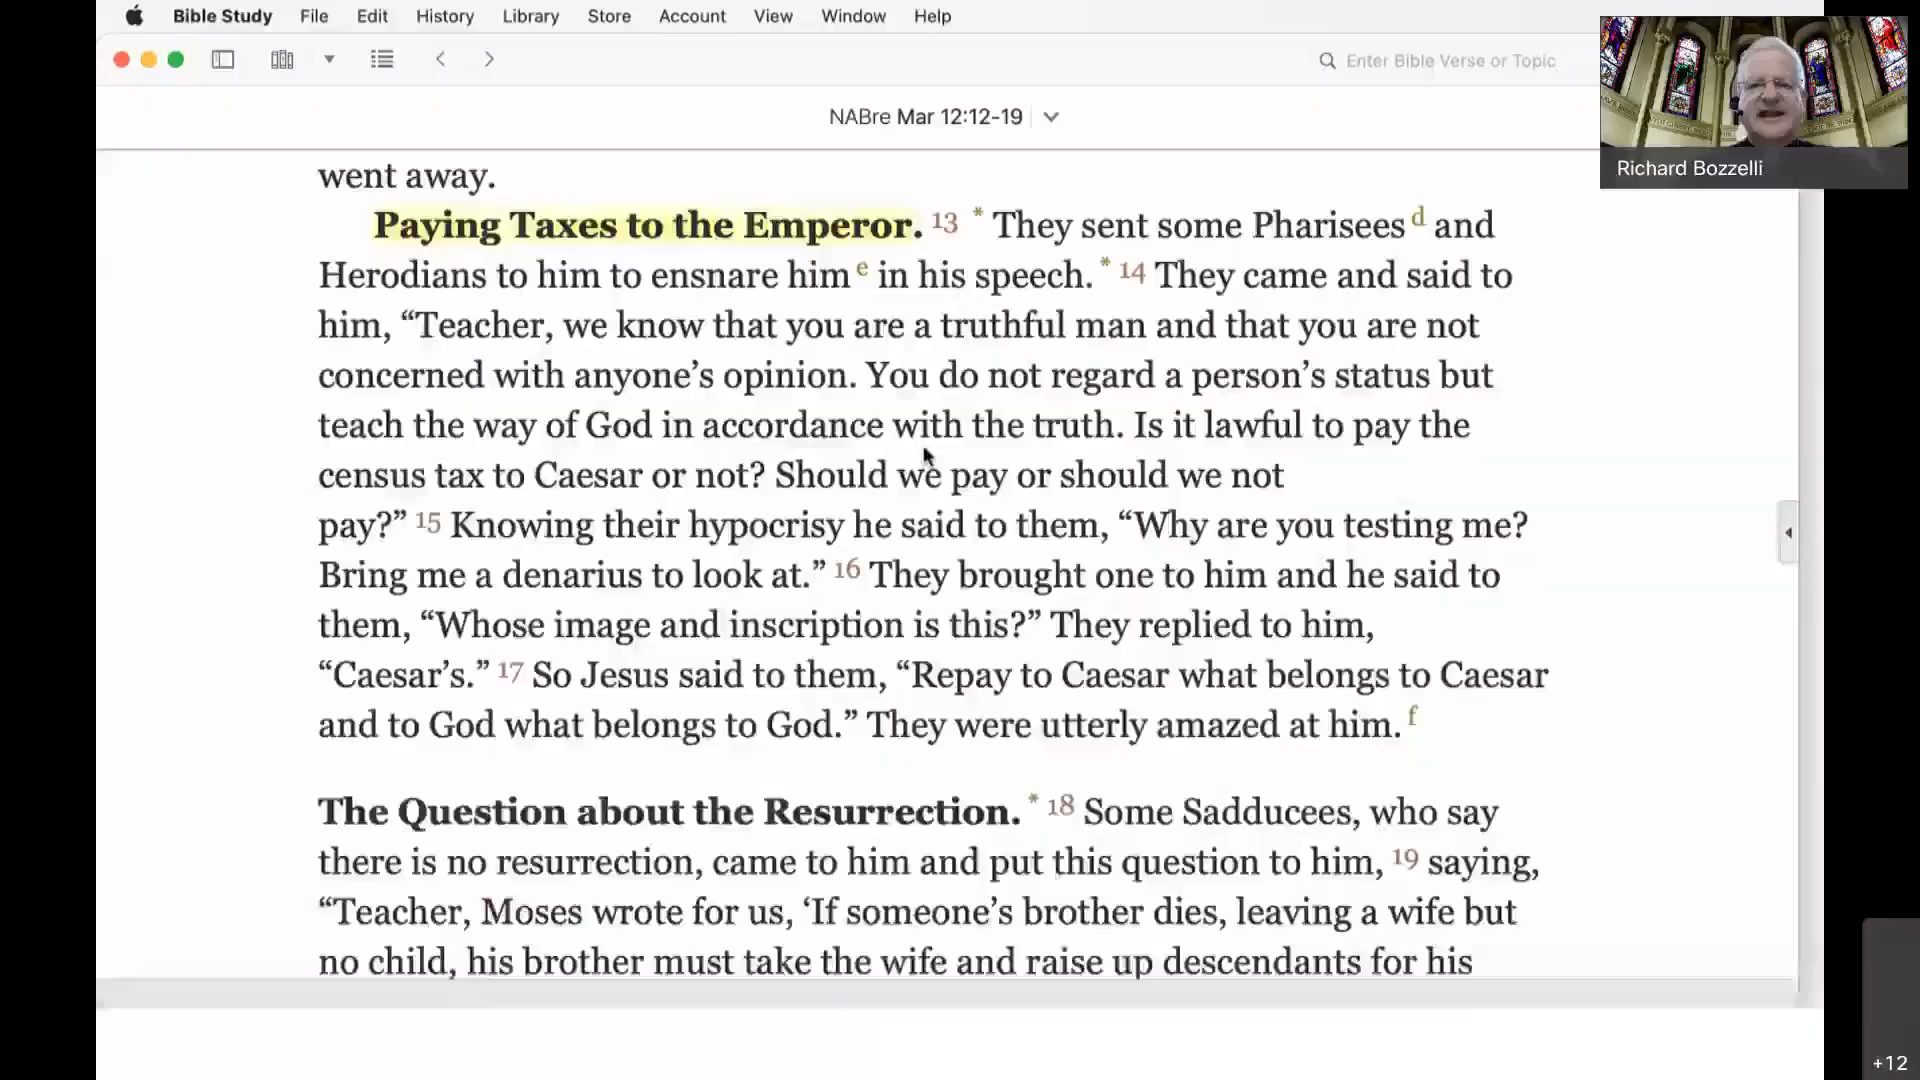 Bible Study File Edit History Library Store Account View Window Help
Enter Bible Verse or Topic
NABre Mar 12:12-19
Richard Bozzelli
went away.
Paying Taxes to the Emperor. 13 * They sent some Pharisees d and
Herodians to him to ensnare him e in his speech. * 14 They came and said to
him, “Teacher, we know that you are a truthful man and that you are not
concerned with anyone’s opinion. You do not regard a person’s status but
teach the way of God in accordance with the truth. Is it lawful to pay the
census tax to Caesar or not? Should we pay or should we not
pay?” 15 Knowing their hypocrisy he said to them, “Why are you testing me?
Bring me a denarius to look at.” 16 They brought one to him and he said to
them, “Whose image and inscription is this?” They replied to him,
“Caesar’s.” 17 So Jesus said to them, “Repay to Caesar what belongs to Caesar
and to God what belongs to God.” They were utterly amazed at him. f
The Question about the Resurrection. * 18 Some Sadducees, who say
there is no resurrection, came to him and put this question to him, 19 saying,
“Teacher, Moses wrote for us, ‘If someone’s brother dies, leaving a wife but
no child, his brother must take the wife and raise up descendants for his
+12